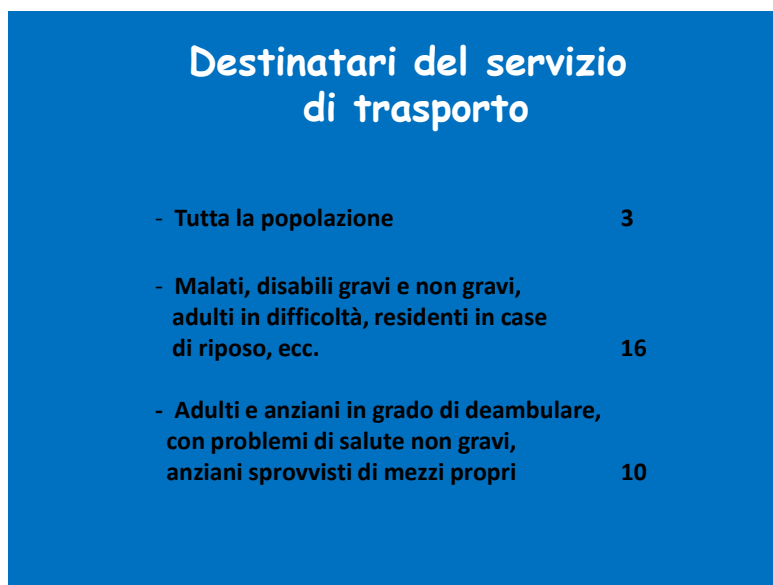 Destinatari del servizio
di trasporto
- Tutta la popolazione 3
- Malati, disabili gravi e non gravi,
adulti in difficoltà, residenti in case
di riposo, ecc. 16
- Adulti e anziani in grado di deambulare,
con problemi di salute non gravi,
anziani sprovvisti di mezzi propri 10